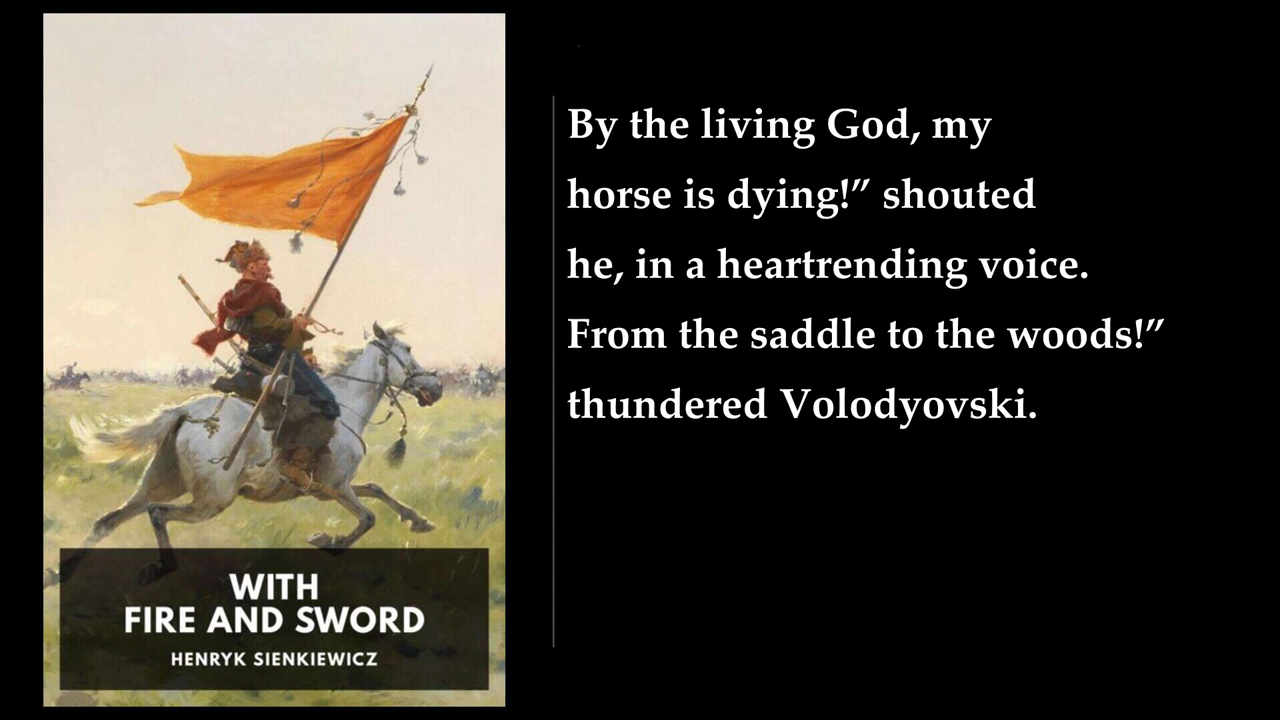 By the living God, my
horse is dying!” shouted
he, in a heartrending voice.
From the saddle to the woods!”
thundered Volodyovski.
WITH
FIRE AND SWORD
HENRYK SIENKIEWICZ